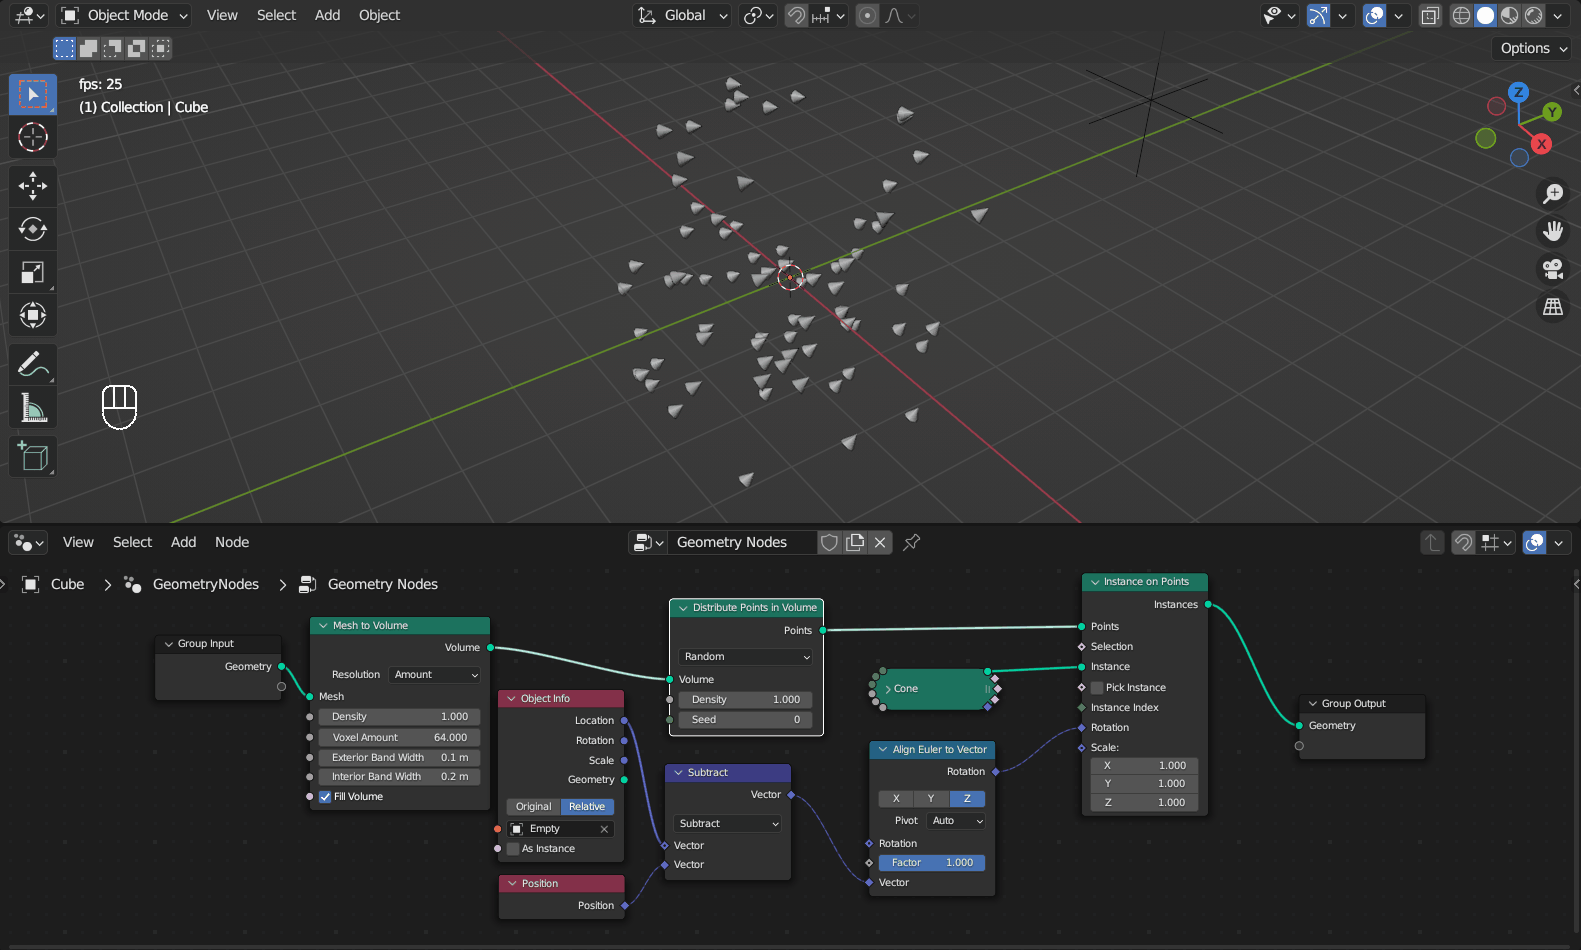 Object Mode View Select Add Object Global
Options
fps: 25
(1) Collection | Cube
Z
Y
X
View Select Add Node Geometry Nodes
Cube > GeometryNodes > Geometry Nodes
Group Input
Geometry
Mesh to Volume
Volume
Resolution Amount
Mesh
Density 1.000
Voxel Amount 64.000
Exterior Band Width 0.1 m
Interior Band Width 0.2 m
Fill Volume
Object Info
Location
Rotation
Scale
Geometry
Original Relative
Empty
As Instance
Position
Position
Distribute Points in Volume
Points
Random
Volume
Density 1.000
Seed 0
Subtract
Vector
Subtract
Vector
Vector
Cone
Align Euler to Vector
Rotation
X Y Z
Pivot Auto
Rotation
Factor 1.000
Vector
Instance on Points
Instances
Points
Selection
Instance
Pick Instance
Instance Index
Rotation
Scale:
X 1.000
Y 1.000
Z 1.000
Group Output
Geometry